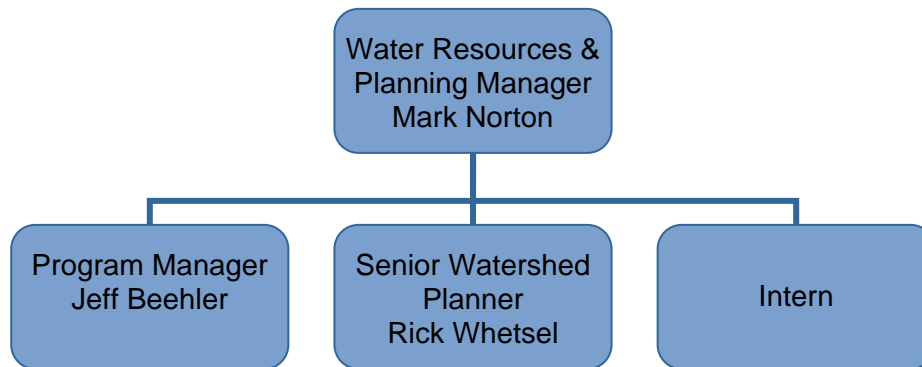 Water Resources &
Planning Manager
Mark Norton
Program Manager
Jeff Beehler
Senior Watershed
Planner
Rick Whetsel
Intern